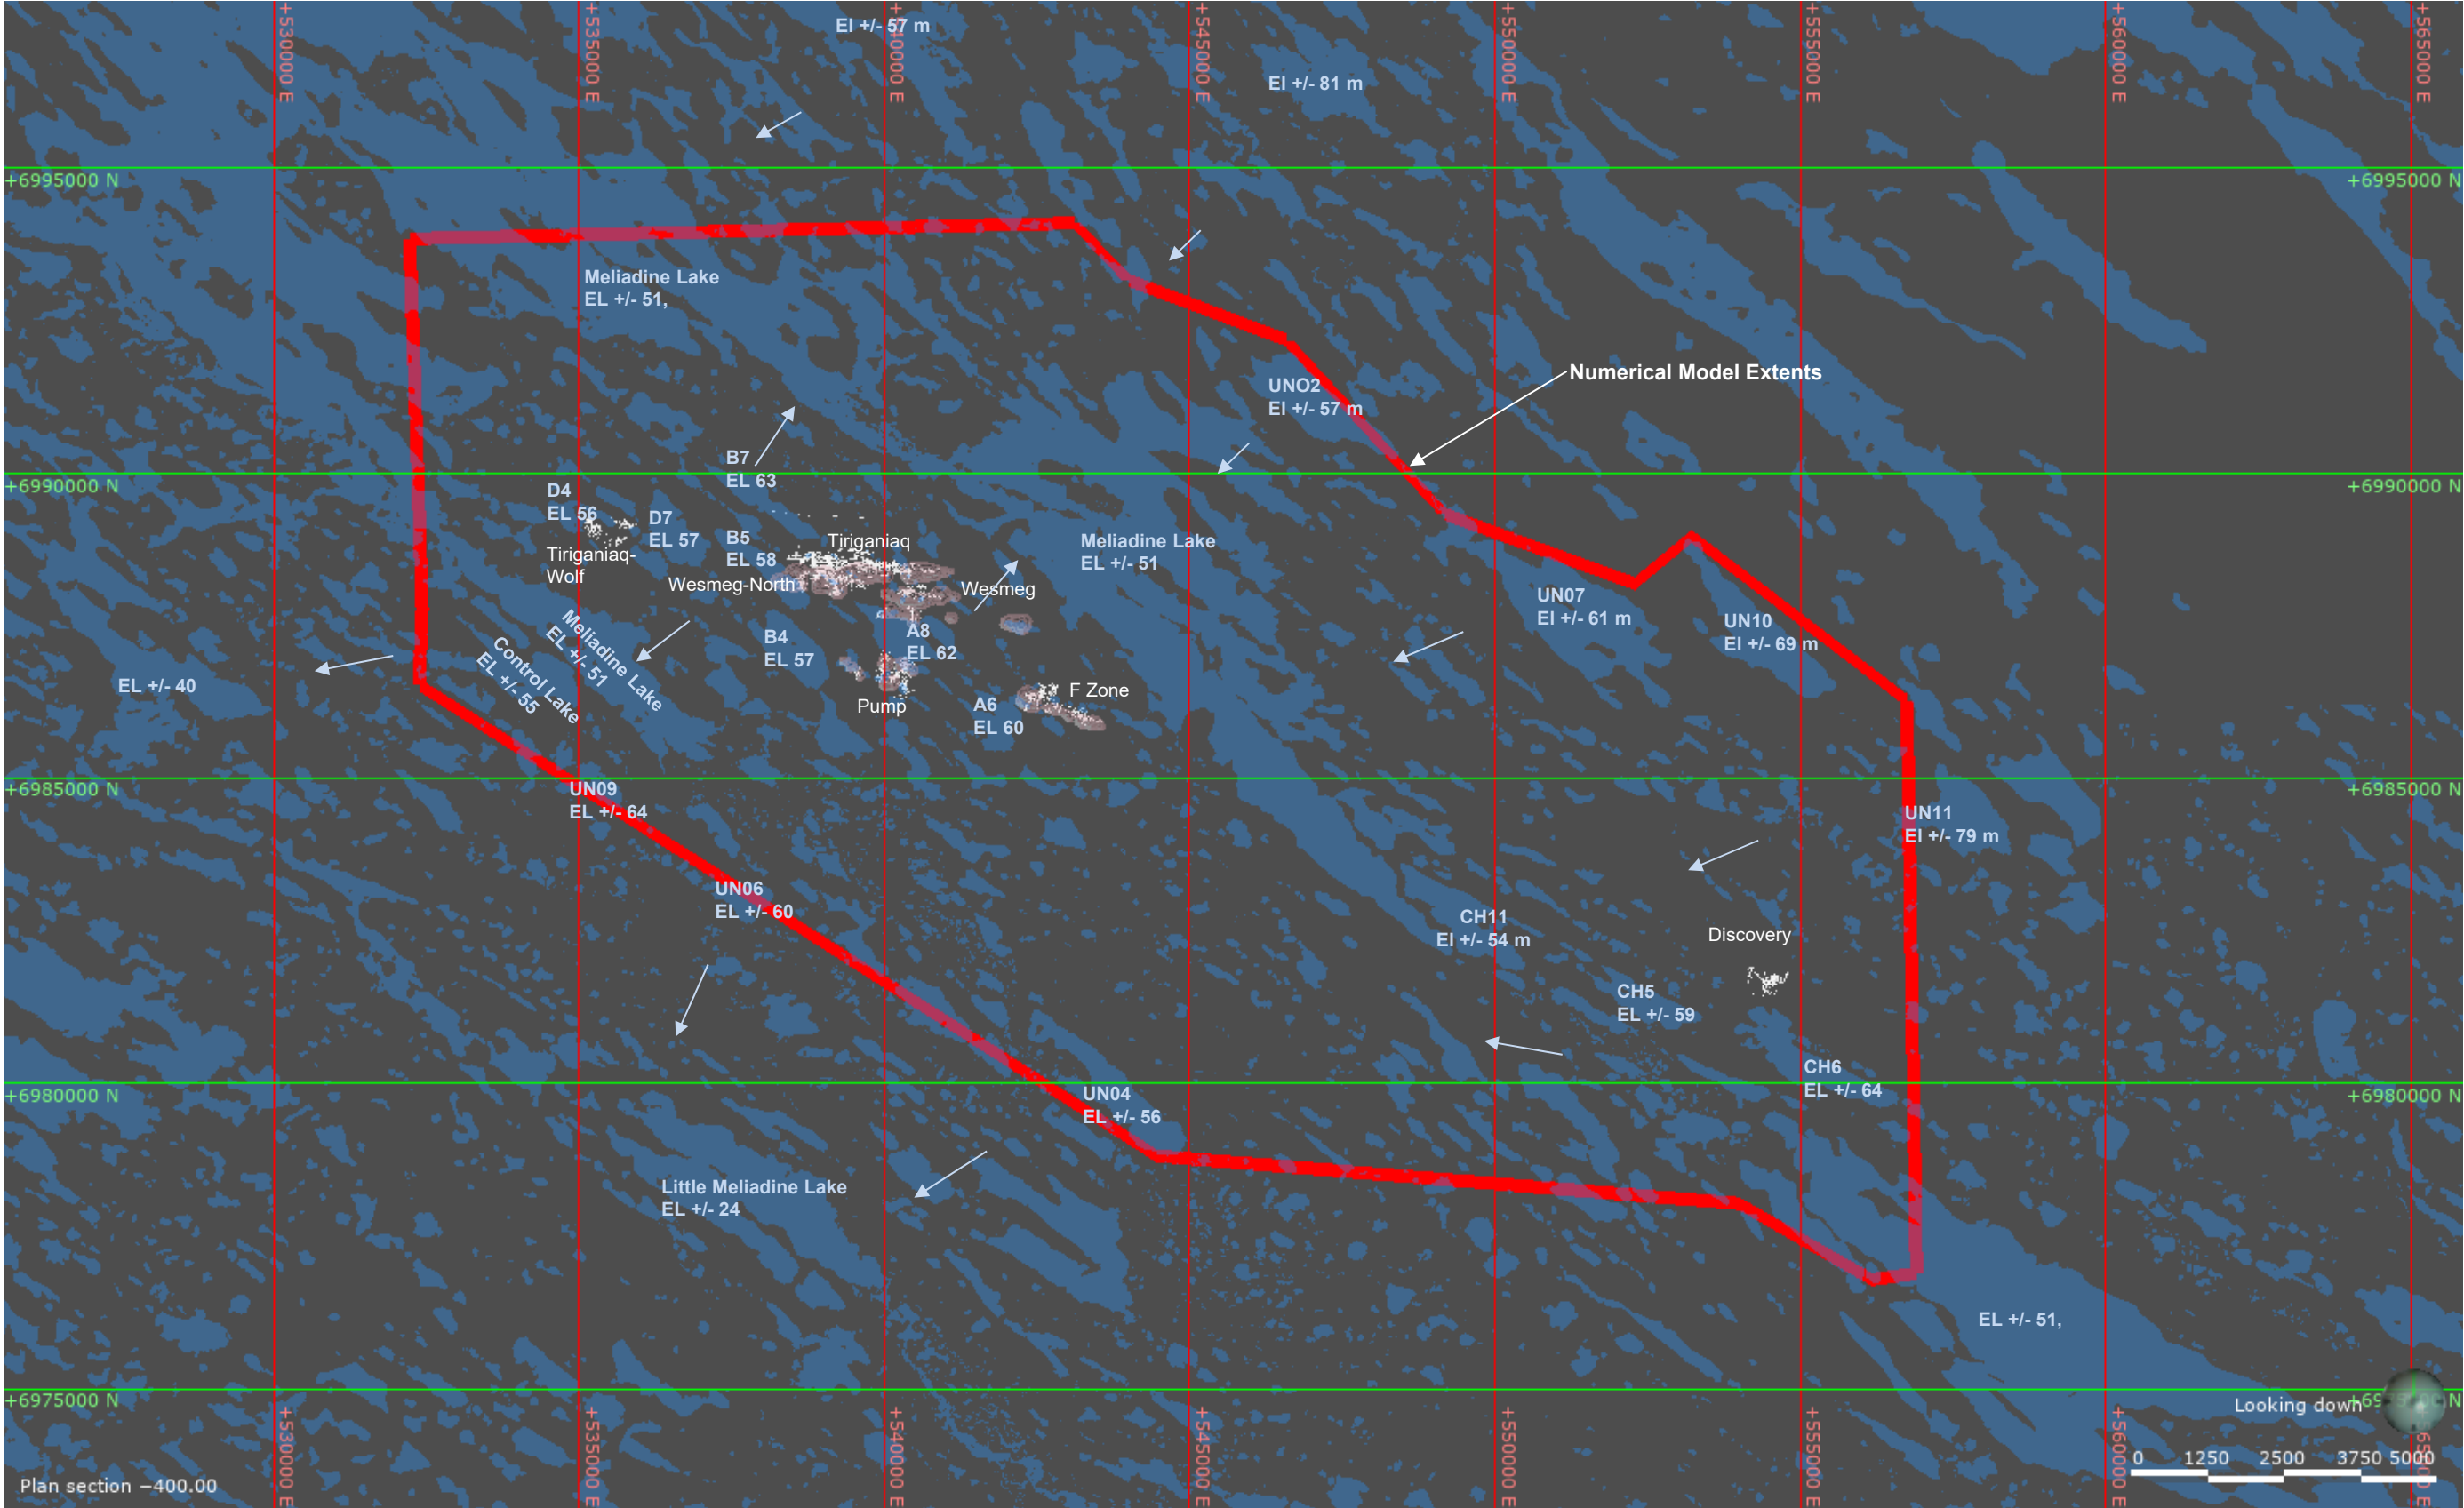 +530000 E
+535000 E
+540000 E
+545000 E
+550000 E
+555000 E
+560000 E
+565000 E
El +/- 57 m
El +/- 81 m
+6995000 N
+6995000 N
Meliadine Lake
EL +/- 51,
Numerical Model Extents
UNO2
El +/- 57 m
B7
EL 63
+6990000 N
+6990000 N
D4
EL 56
D7
EL 57
B5
EL 58
Tiriganiaq
Meliadine Lake
EL +/- 51
Tiriganiaq-
Wolf
Wesmeg-North
Wesmeg
UN07
El +/- 61 m
UN10
El +/- 69 m
Meliadine Lake
EL +/- 51
Control Lake
EL +/- 55
B4
EL 57
A8
EL 62
EL +/- 40
Pump
A6
EL 60
F Zone
+6985000 N
+6985000 N
UN09
EL +/- 64
UN11
El +/- 79 m
UN06
EL +/- 60
CH11
El +/- 54 m
Discovery
CH5
EL +/- 59
CH6
EL +/- 64
+6980000 N
+6980000 N
UN04
EL +/- 56
Little Meliadine Lake
EL +/- 24
EL +/- 51,
+6975000 N
Looking down
+530000 E
+535000 E
+540000 E
+545000 E
+550000 E
+555000 E
+560000 E
0 1250 2500 3750 5000
Plan section −400.00